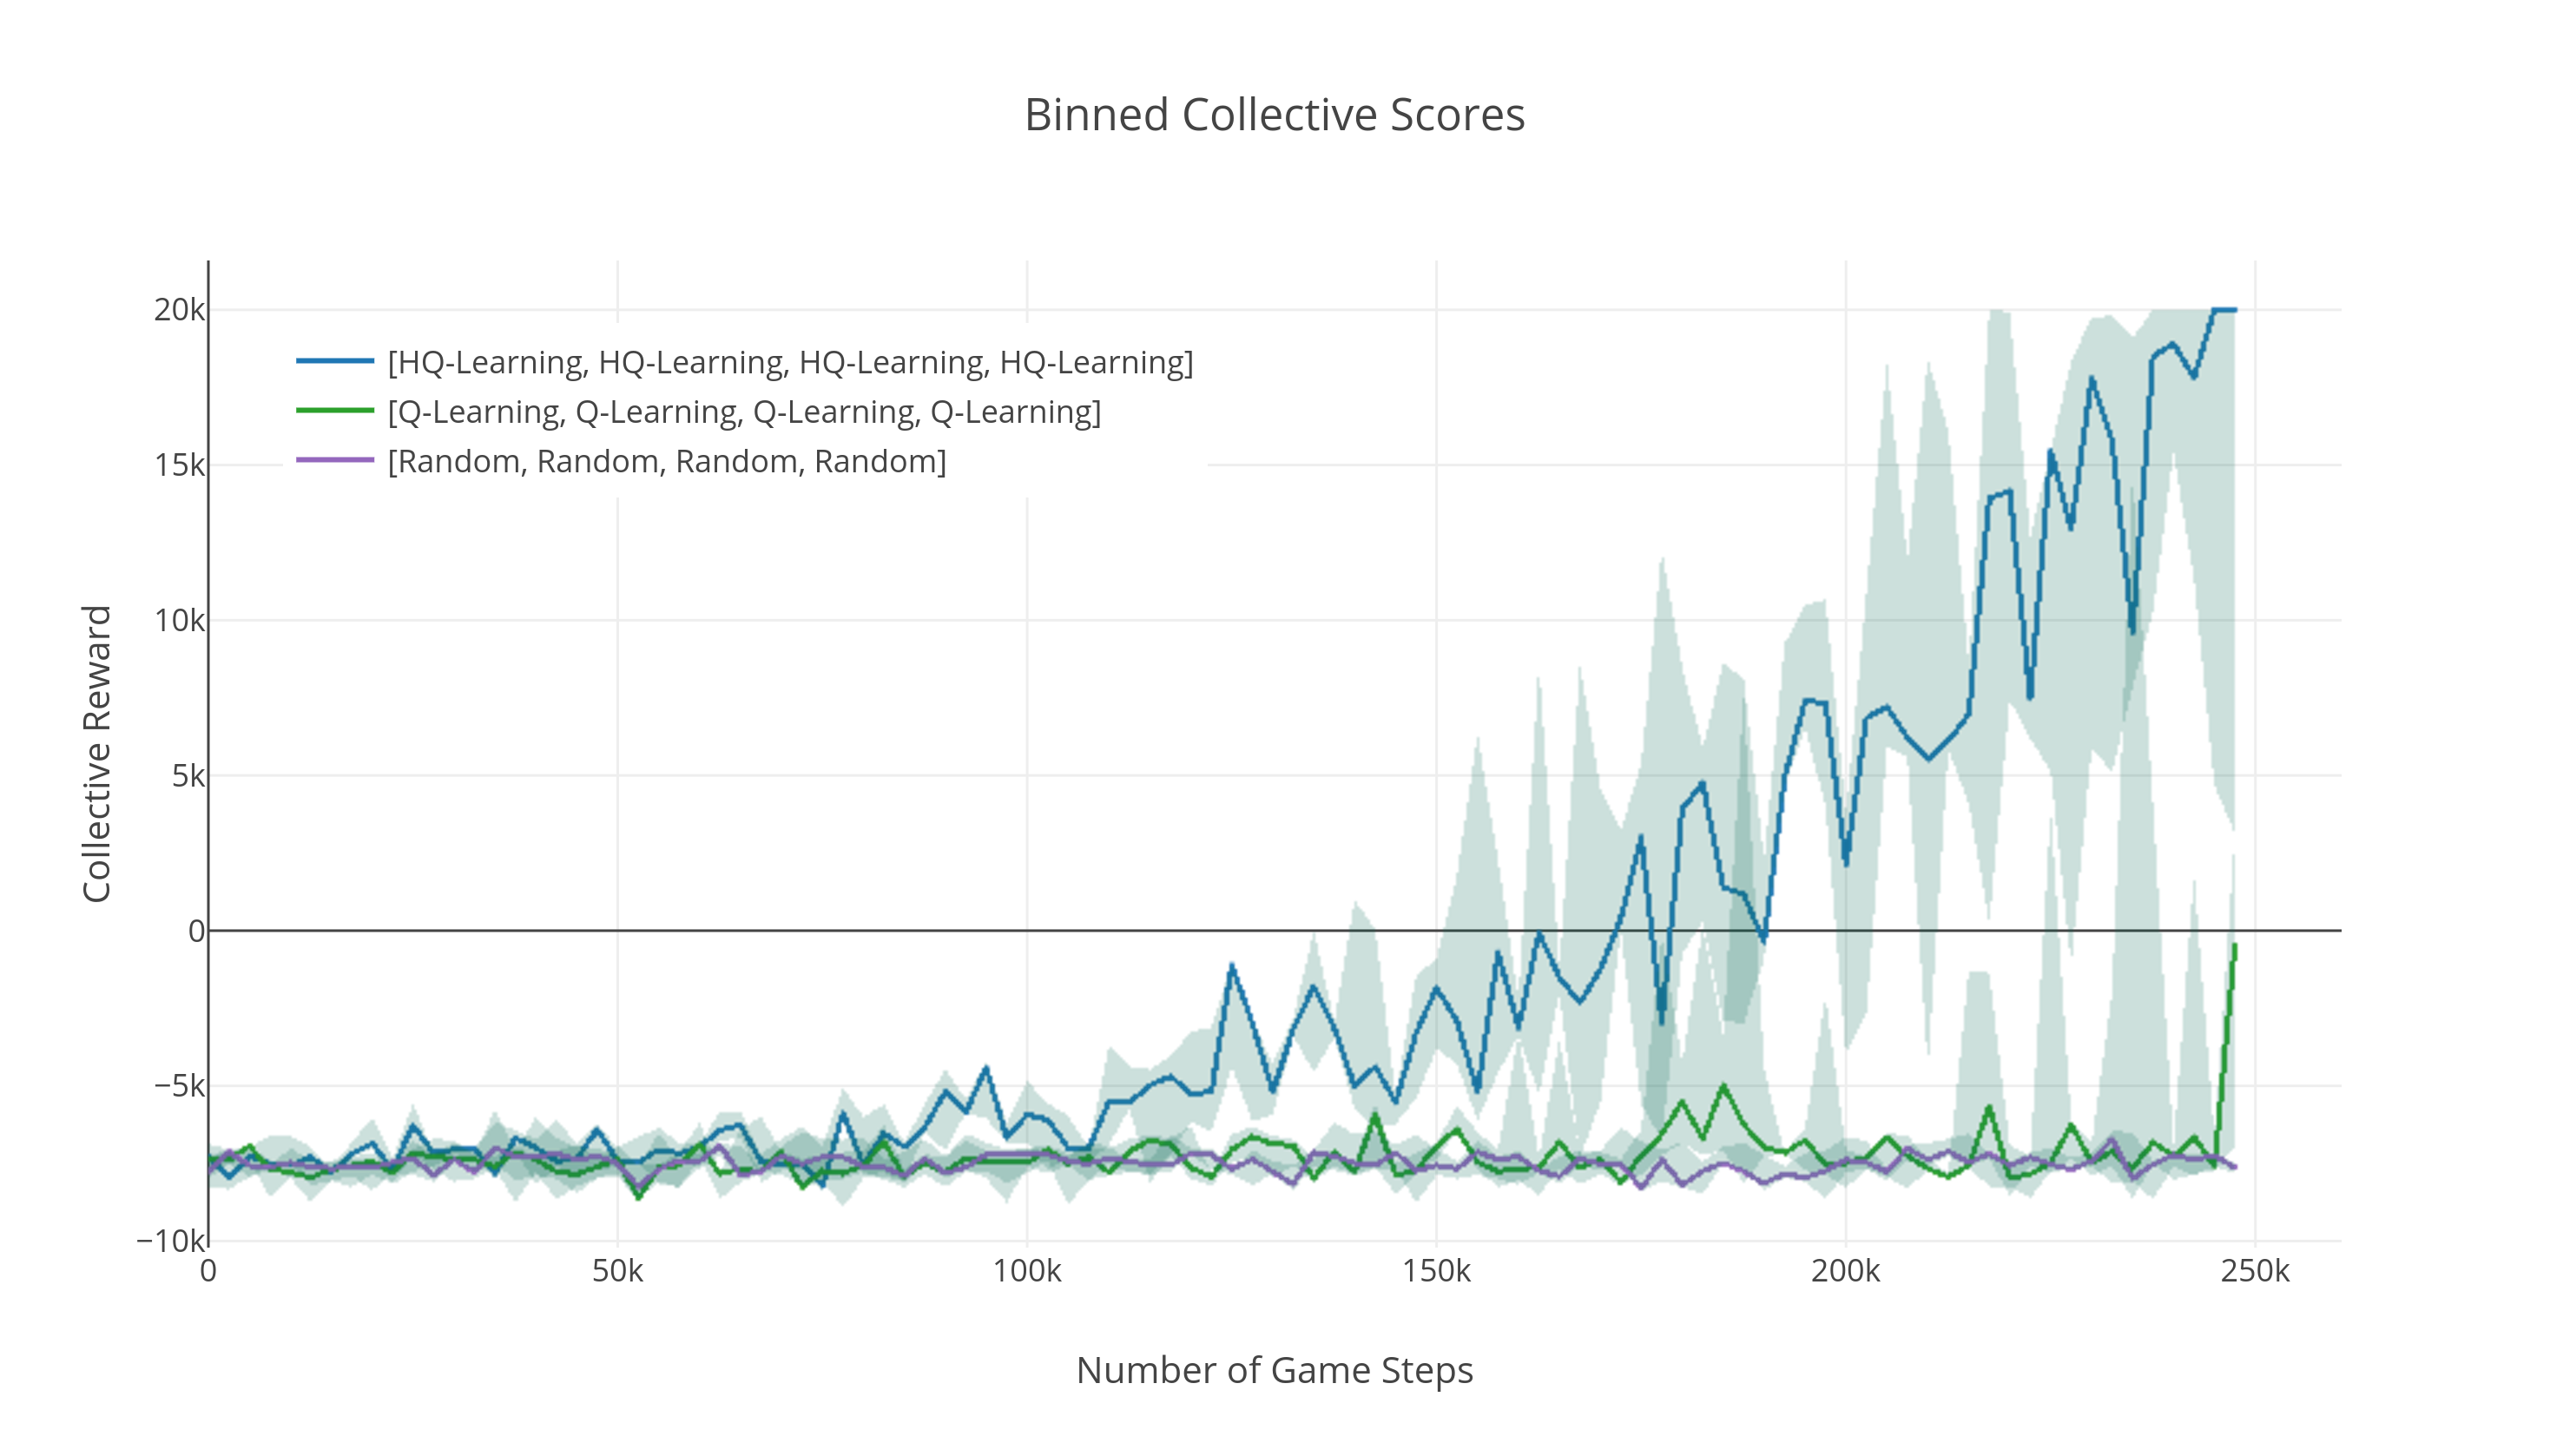 Binned Collective Scores
[HQ-Learning, HQ-Learning, HQ-Learning, HQ-Learning]
[Q-Learning, Q-Learning, Q-Learning, Q-Learning]
[Random, Random, Random, Random]
Collective Reward
20k
15k
10k
5k
0
−5k
−10k
0 50k 100k 150k 200k 250k
Number of Game Steps